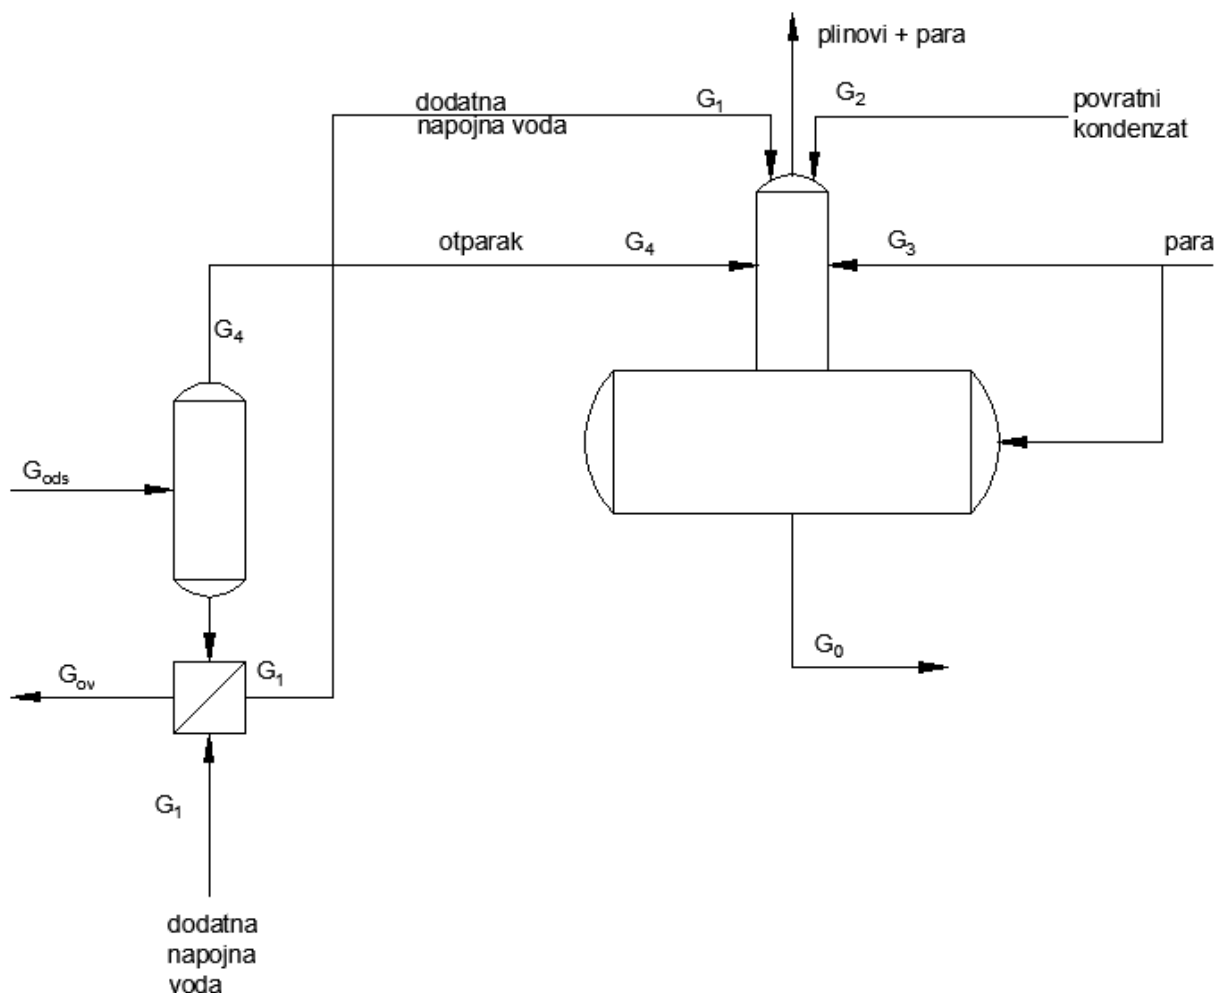 plinovi + para
dodatna
napojna voda
G₁
G₂
povratni
kondenzat
otparak
G₄
G₃
para
G₄
Gods
Gov
G₁
G₀
G₁
dodatna
napojna
voda